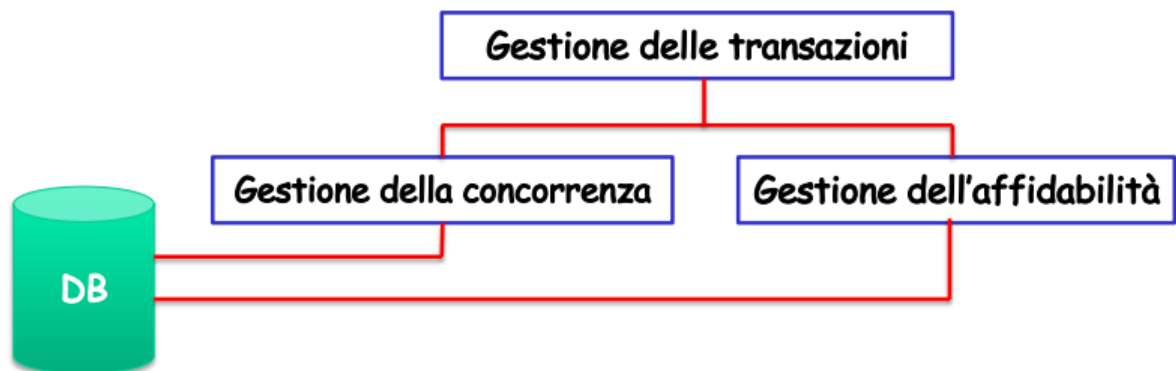 Gestione delle transazioni
Gestione della concorrenza
Gestione dell'affidabilità
DB